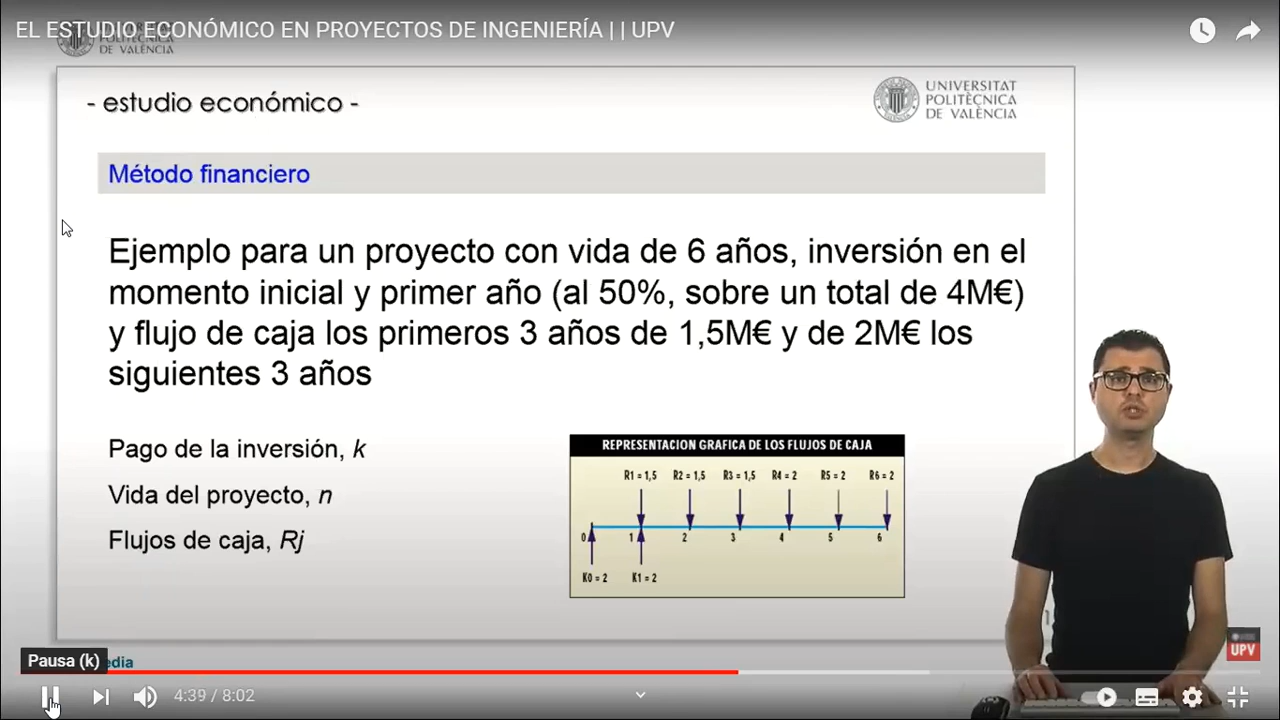 EL ESTUDIO ECONÓMICO EN PROYECTOS DE INGENIERÍA | | UPV
POLITÈCNICA
DE VALÈNCIA
- estudio económico -
UNIVERSITAT
POLITÈCNICA
DE VALÈNCIA
Método financiero
Ejemplo para un proyecto con vida de 6 años, inversión en el
momento inicial y primer año (al 50%, sobre un total de 4M€)
y flujo de caja los primeros 3 años de 1,5M€ y de 2M€ los
siguientes 3 años
Pago de la inversión, k
Vida del proyecto, n
Flujos de caja, Rj
REPRESENTACION GRAFICA DE LOS FLUJOS DE CAJA
R1 = 1,5 R2 = 1,5 R3 = 1,5 R4 = 2 R5 = 2 R6 = 2
0 1 2 3 4 5 6
K0 = 2 K1 = 2
Pausa (k)
UPV
4:39 / 8:02